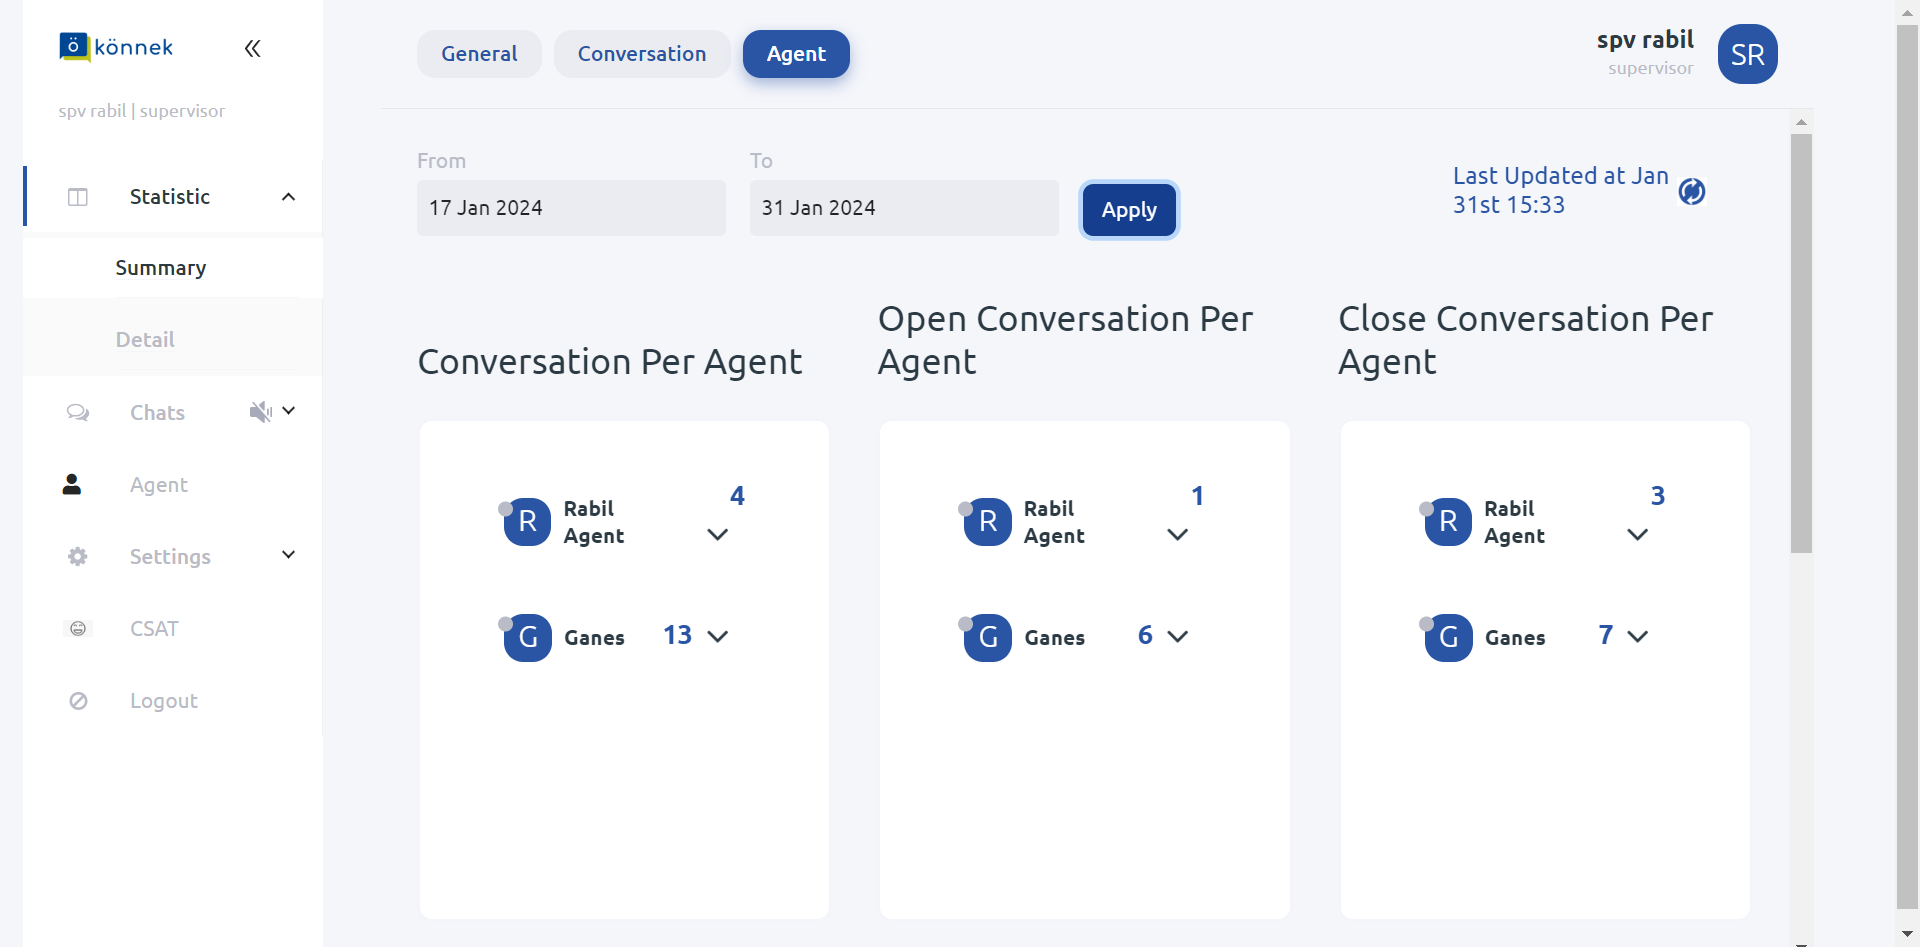 ö könnek
spv rabil | supervisor
Statistic
Summary
Detail
Chats
Agent
Settings
CSAT
Logout
General
Conversation
Agent
spv rabil
supervisor
SR
From
17 Jan 2024
To
31 Jan 2024
Apply
Last Updated at Jan
31st 15:33
Conversation Per Agent
R
Rabil
Agent
4
G
Ganes
13
Open Conversation Per
Agent
R
Rabil
Agent
1
G
Ganes
6
Close Conversation Per
Agent
R
Rabil
Agent
3
G
Ganes
7